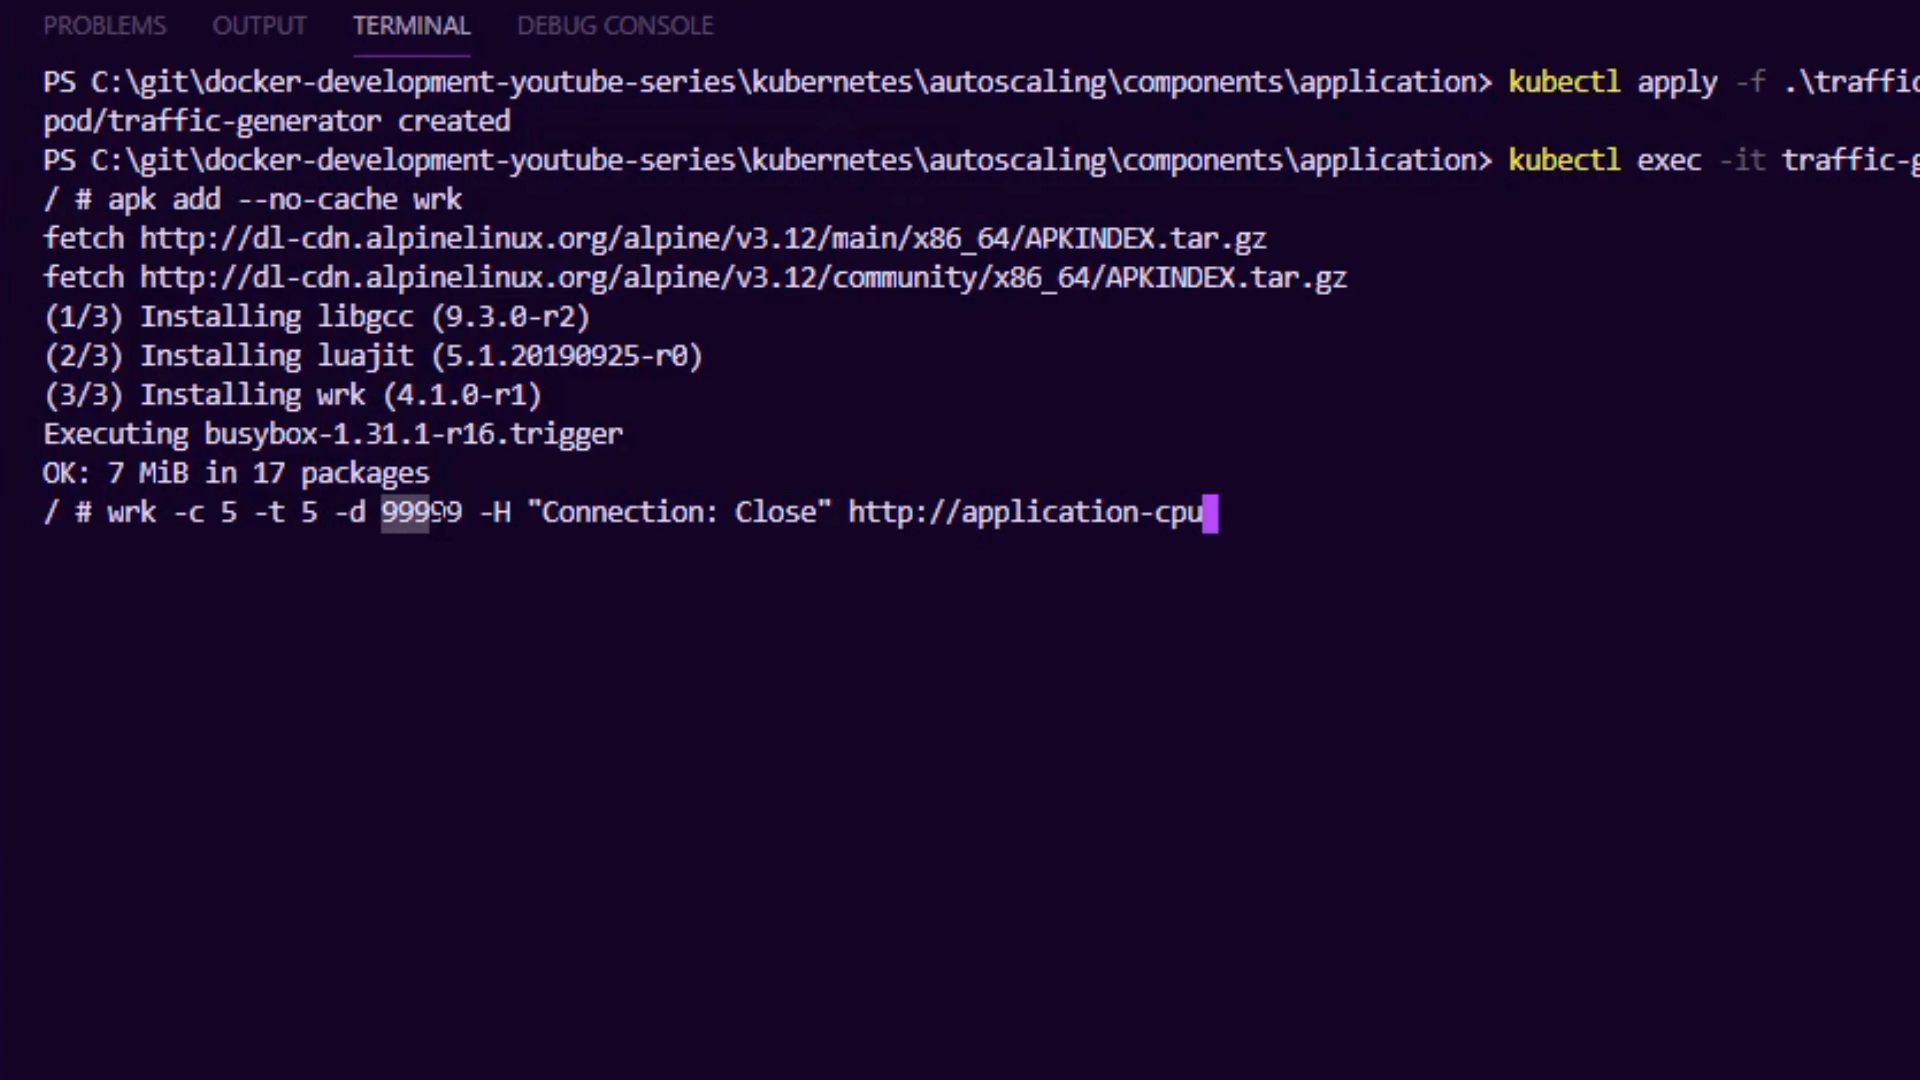 PROBLEMS OUTPUT TERMINAL DEBUG CONSOLE
PS C:\git\docker-development-youtube-series\kubernetes\autoscaling\components\application> kubectl apply -f .\traffic
pod/traffic-generator created
PS C:\git\docker-development-youtube-series\kubernetes\autoscaling\components\application> kubectl exec -it traffic-g
/ # apk add --no-cache wrk
fetch http://dl-cdn.alpinelinux.org/alpine/v3.12/main/x86_64/APKINDEX.tar.gz
fetch http://dl-cdn.alpinelinux.org/alpine/v3.12/community/x86_64/APKINDEX.tar.gz
(1/3) Installing libgcc (9.3.0-r2)
(2/3) Installing luajit (5.1.20190925-r0)
(3/3) Installing wrk (4.1.0-r1)
Executing busybox-1.31.1-r16.trigger
OK: 7 MiB in 17 packages
/ # wrk -c 5 -t 5 -d 99999 -H "Connection: Close" http://application-cpu